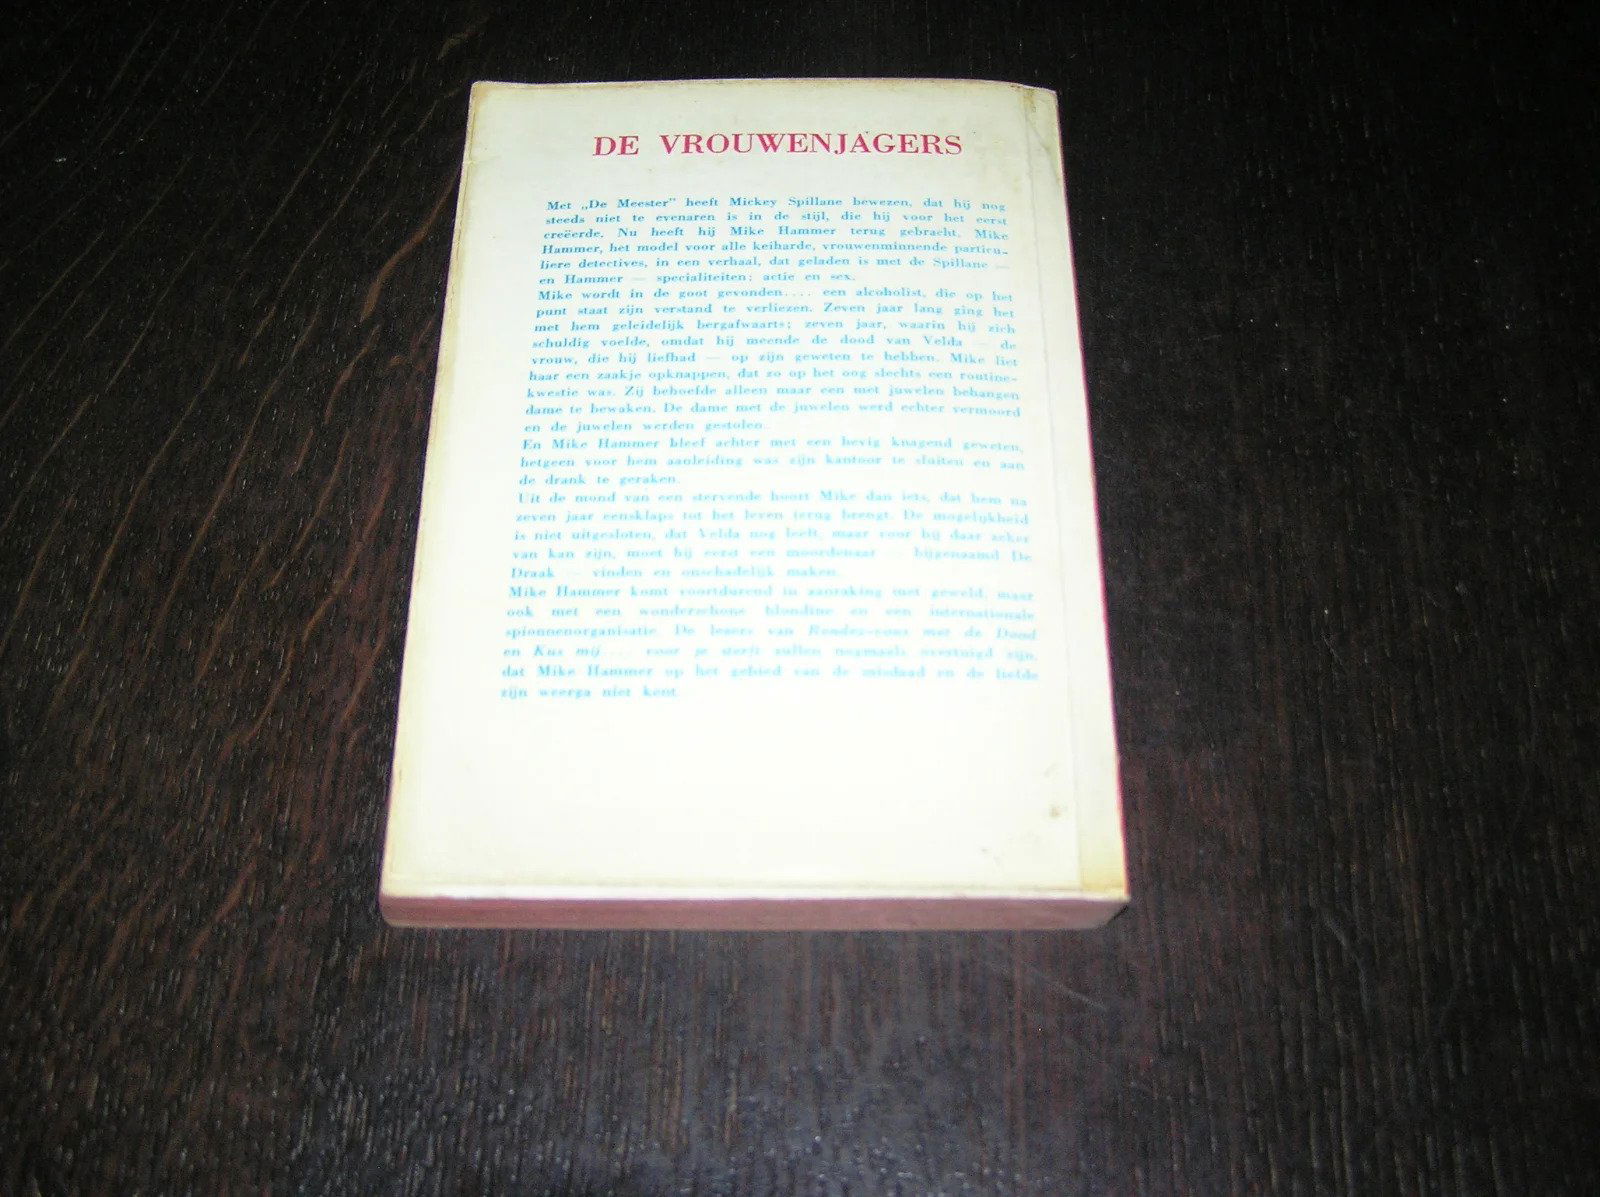 DE VROUWENJAGERS
Met „De Meester" heeft Mickey Spillane bewezen, dat hij nog
steeds niet te evenaren is in de stijl, die hij voor het eerst
creëerde. Nu heeft hij Mike Hammer terug gebracht. Mike
Hammer, het model voor alle keiharde, vrouwenminnende particu-
liere detectives, in een verhaal, dat geladen is met de Spillane —
en Hammer — specialiteiten: actie en sex.
Mike wordt in de goot gevonden.... een alcoholist, die op het
punt staat zijn verstand te verliezen. Zeven jaar lang ging het
met hem geleidelijk bergafwaarts; zeven jaar, waarin hij zich
schuldig voelde, omdat hij meende de dood van Velda — de
vrouw, die hij liefhad — op zijn geweten te hebben. Mike liet
haar een zaakje opknappen, dat zo op het oog slechts een routine-
kwestie was. Zij behoefde alleen maar een met juwelen behangen
dame te bewaken. De dame met de juwelen werd echter vermoord
en de juwelen werden gestolen.
En Mike Hammer bleef achter met een hevig knagend geweten,
hetgeen voor hem aanleiding was zijn kantoor te sluiten en aan
de drank te geraken.
Uit de mond van een stervende hoort Mike dan iets, dat hem na
zeven jaar eensklaps tot het leven terug brengt. De mogelijkheid
is niet uitgesloten, dat Velda nog leeft, maar voor hij daar zeker
van kan zijn, moet hij eerst een moordenaar — bijgenaamd De
Draak — vinden en onschadelijk maken.
Mike Hammer komt voortdurend in aanraking met geweld, maar
ook met een wonderschone blondine en een internationale
spionnenorganisatie. De lezers van Rendez-vous met de Dood
en Kus mij.... voor je sterft zullen nogmaals overtuigd zijn,
dat Mike Hammer op het gebied van de misdaad en de liefde
zijn weerga niet kent.